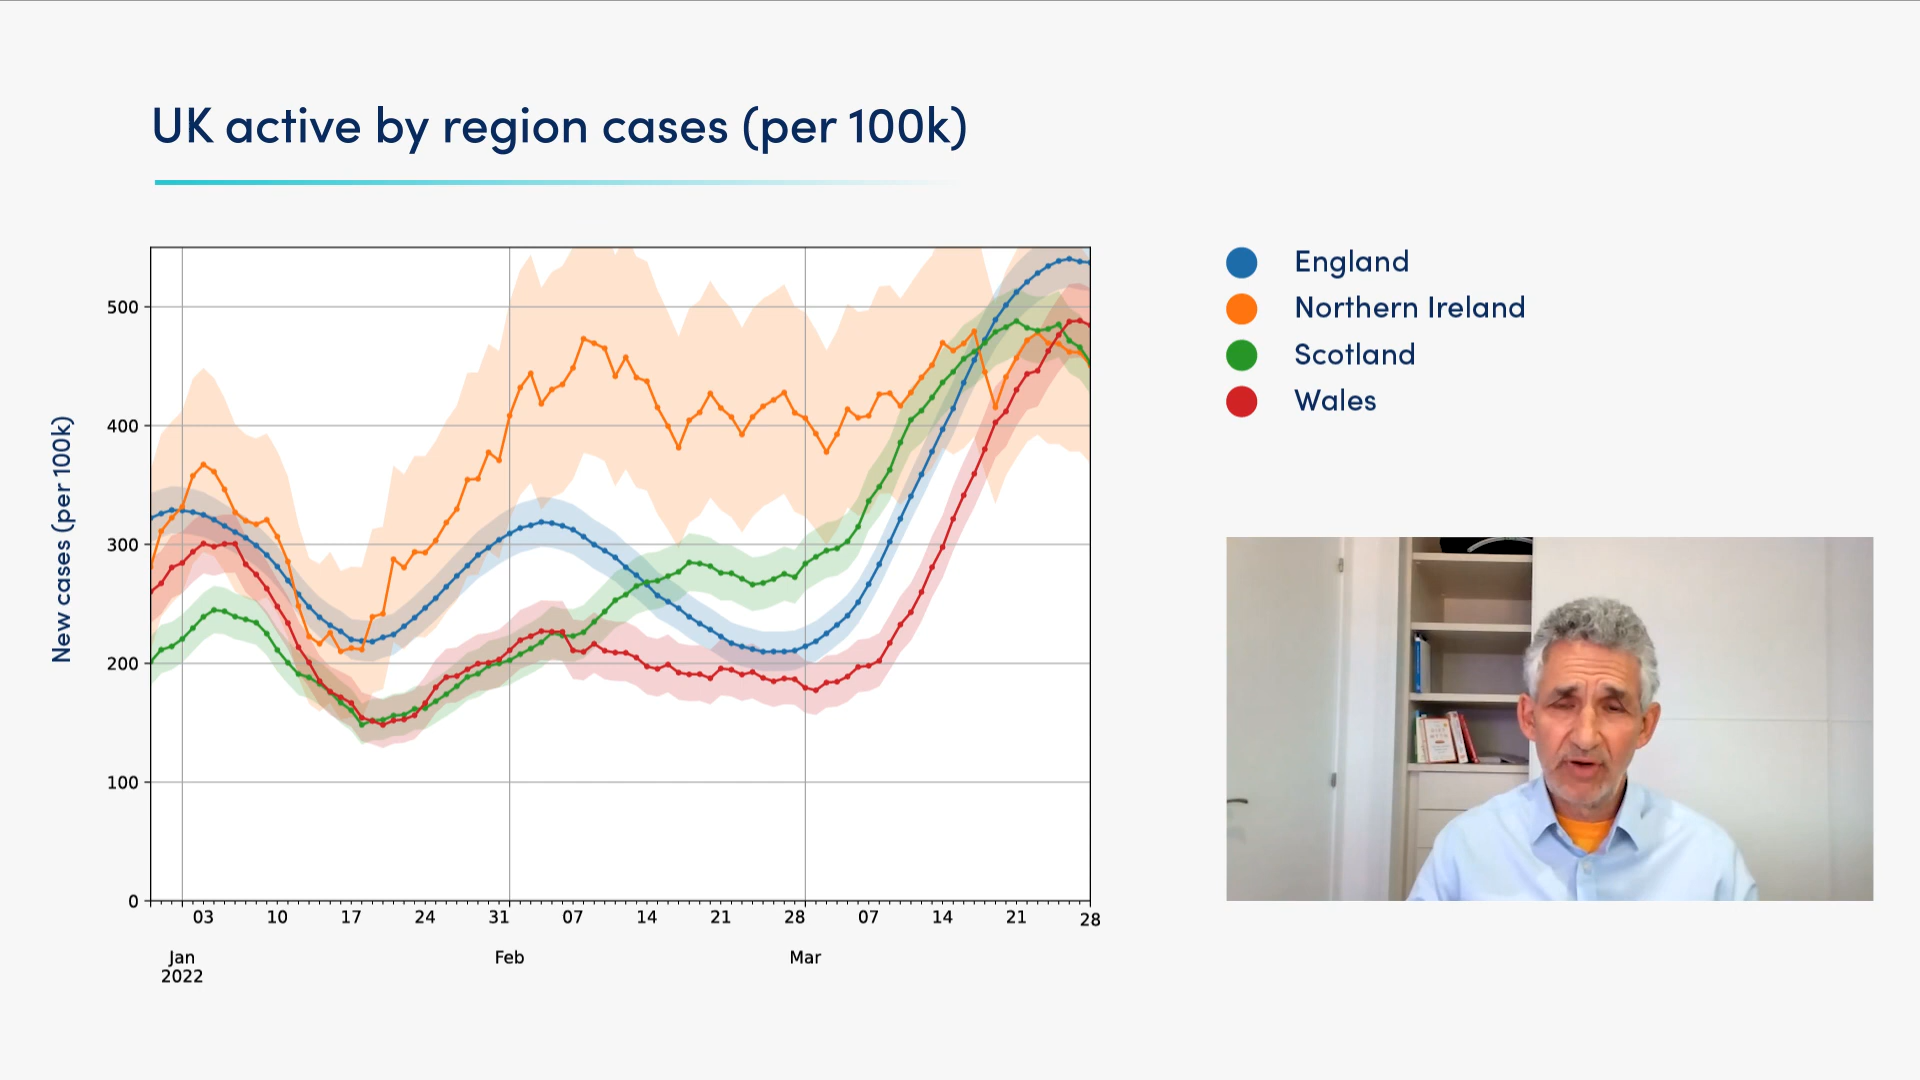 UK active by region cases (per 100k)
New cases (per 100k)
500
400
300
200
100
0
03 10 17 24 31 07 14 21 28 07 14 21 28
Jan Feb Mar
2022
England
Northern Ireland
Scotland
Wales